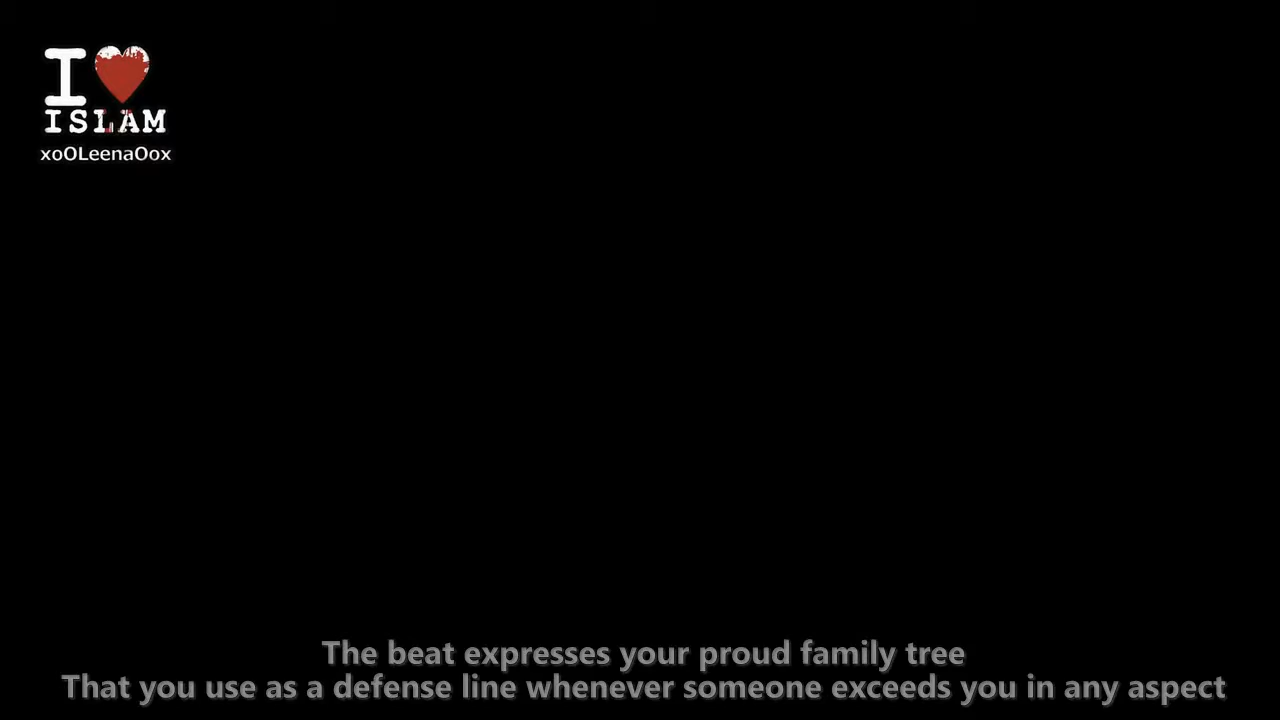 I
ISLAM
xoOLeenaOox
The beat expresses your proud family tree
That you use as a defense line whenever someone exceeds you in any aspect